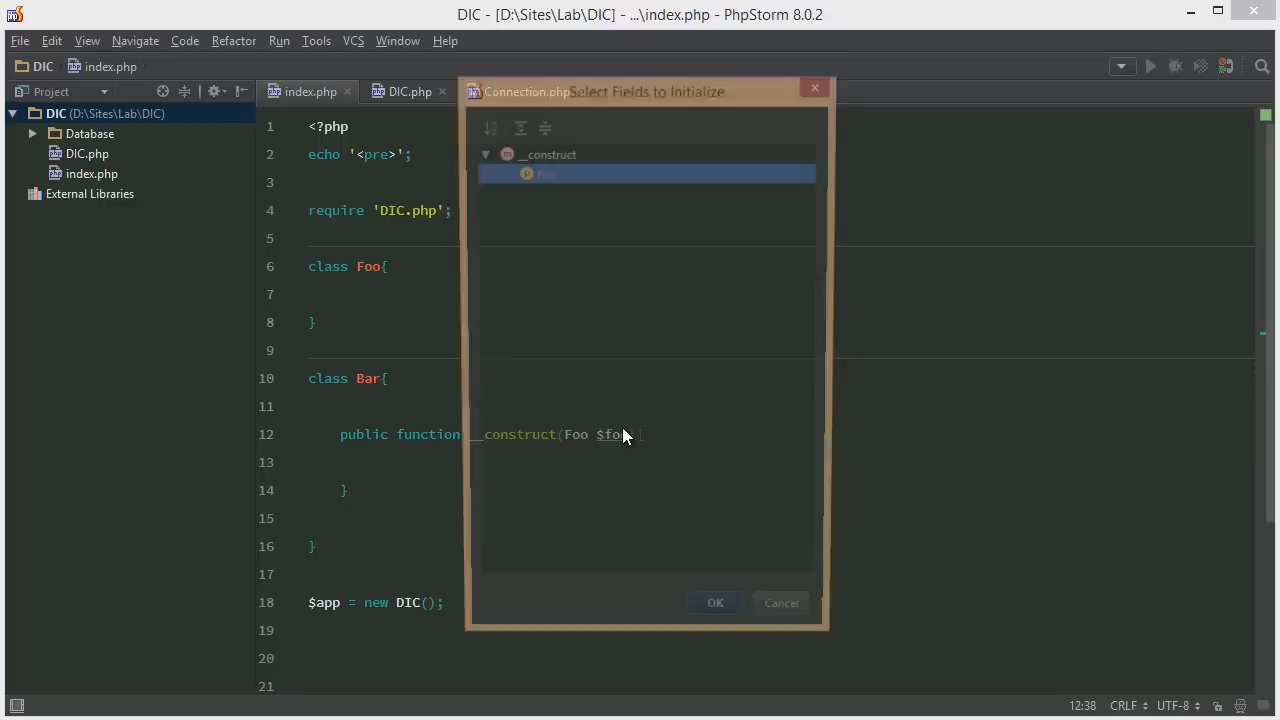 DIC - [D:\Sites\Lab\DIC] - ...\index.php - PhpStorm 8.0.2
File Edit View Navigate Code Refactor Run Tools VCS Window Help
DIC index.php
Project
index.php DIC.php Connection.php
Select Fields to Initialize
DIC (D:\Sites\Lab\DIC)
Database
DIC.php
index.php
External Libraries
__construct
1 <?php
2 echo '<pre>';
3
4 require 'DIC.php';
5
6 class Foo{
7
8 }
9
10 class Bar{
11
12 public function __construct(Foo $foo
13
14 }
15
16 }
17
18 $app = new DIC();
19
20
21
OK Cancel
12:38 CRLF UTF-8